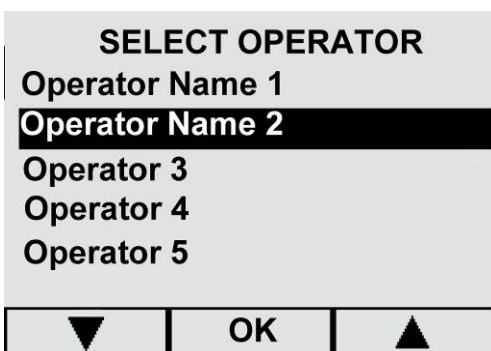 SELECT OPERATOR
Operator Name 1
Operator Name 2
Operator 3
Operator 4
Operator 5
▼ OK ▲